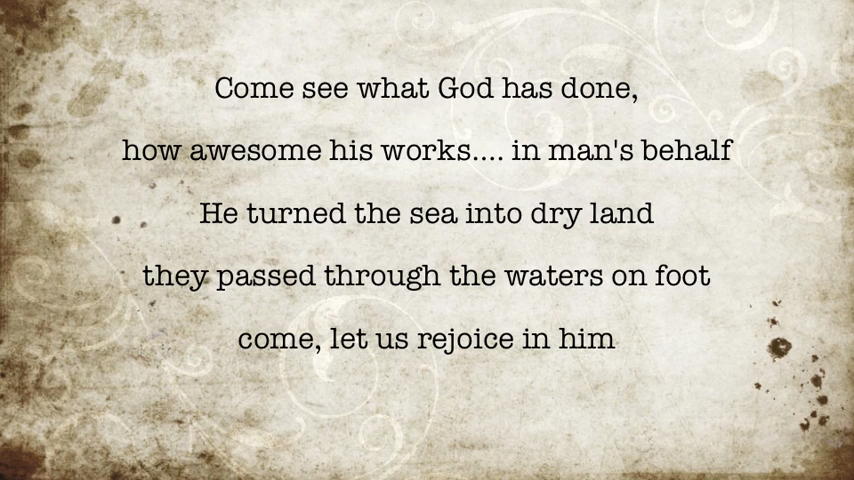 Come see what God has done,
how awesome his works.... in man's behalf
He turned the sea into dry land
they passed through the waters on foot
come, let us rejoice in him